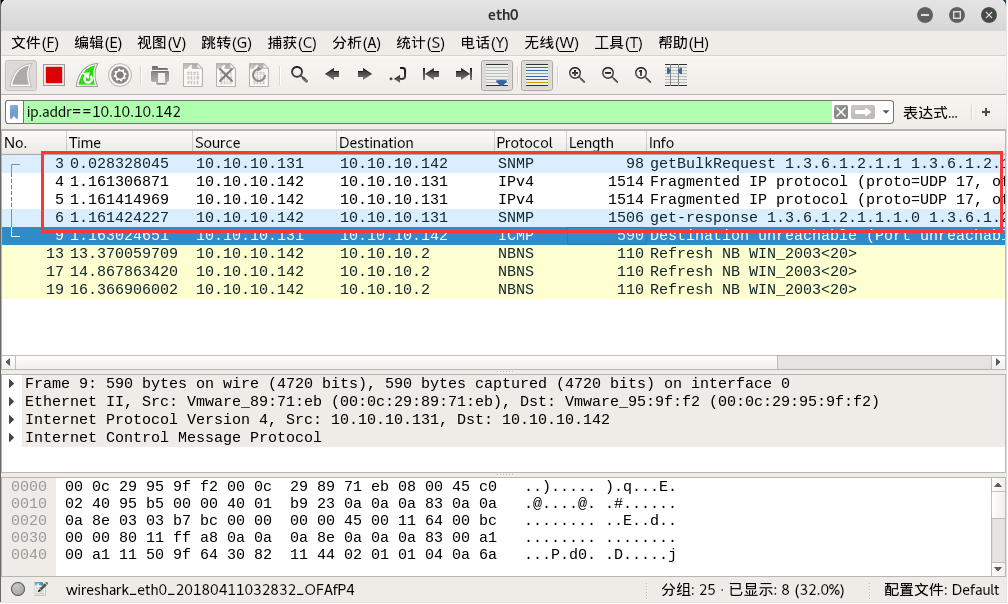 eth0
文件(F) 编辑(E) 视图(V) 跳转(G) 捕获(C) 分析(A) 统计(S) 电话(Y) 无线(W) 工具(T) 帮助(H)
ip.addr==10.10.10.142 表达式… +
No. Time Source Destination Protocol Length Info
3 0.028328045 10.10.10.131 10.10.10.142 SNMP 98 getBulkRequest 1.3.6.1.2.1.1 1.3.6.1.2.
4 1.161306871 10.10.10.142 10.10.10.131 IPv4 1514 Fragmented IP protocol (proto=UDP 17, of
5 1.161414969 10.10.10.142 10.10.10.131 IPv4 1514 Fragmented IP protocol (proto=UDP 17, of
6 1.161424227 10.10.10.142 10.10.10.131 SNMP 1506 get-response 1.3.6.1.2.1.1.1.0 1.3.6.1.2
9 1.163024651 10.10.10.131 10.10.10.142 ICMP 590 Destination unreachable (Port unreachab
13 13.370059709 10.10.10.142 10.10.10.2 NBNS 110 Refresh NB WIN_2003<20>
17 14.867863420 10.10.10.142 10.10.10.2 NBNS 110 Refresh NB WIN_2003<20>
19 16.366906002 10.10.10.142 10.10.10.2 NBNS 110 Refresh NB WIN_2003<20>
Frame 9: 590 bytes on wire (4720 bits), 590 bytes captured (4720 bits) on interface 0
Ethernet II, Src: Vmware_89:71:eb (00:0c:29:89:71:eb), Dst: Vmware_95:9f:f2 (00:0c:29:95:9f:f2)
Internet Protocol Version 4, Src: 10.10.10.131, Dst: 10.10.10.142
Internet Control Message Protocol
0000 00 0c 29 95 9f f2 00 0c 29 89 71 eb 08 00 45 c0 ..)..... ).q...E.
0010 02 40 95 b5 00 00 40 01 b9 23 0a 0a 0a 83 0a 0a .@....@. .#......
0020 0a 8e 03 03 b7 bc 00 00 00 00 45 00 11 64 00 bc ........ ..E..d..
0030 00 00 80 11 ff a8 0a 0a 0a 8e 0a 0a 0a 83 00 a1 ........ ........
0040 00 a1 11 50 9f 64 30 82 11 44 02 01 01 04 0a 6a ...P.d0. .D.....j
wireshark_eth0_20180411032832_OFAfP4 分组: 25 · 已显示: 8 (32.0%) 配置文件: Default